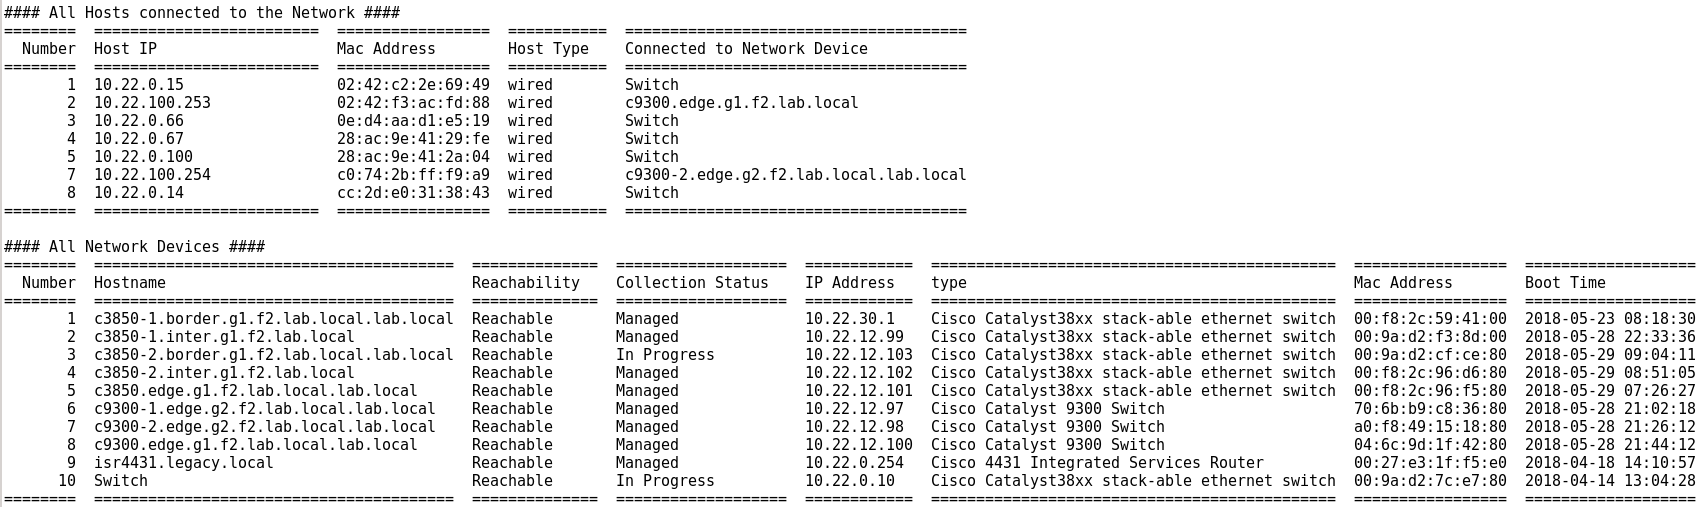 #### All Hosts connected to the Network ####
========  =========================  =================  ===========  ======================================
  Number  Host IP                    Mac Address        Host Type    Connected to Network Device
========  =========================  =================  ===========  ======================================
       1  10.22.0.15                 02:42:c2:2e:69:49  wired        Switch
       2  10.22.100.253              02:42:f3:ac:fd:88  wired        c9300.edge.g1.f2.lab.local
       3  10.22.0.66                 0e:d4:aa:d1:e5:19  wired        Switch
       4  10.22.0.67                 28:ac:9e:41:29:fe  wired        Switch
       5  10.22.0.100                28:ac:9e:41:2a:04  wired        Switch
       7  10.22.100.254              c0:74:2b:ff:f9:a9  wired        c9300-2.edge.g2.f2.lab.local.lab.local
       8  10.22.0.14                 cc:2d:e0:31:38:43  wired        Switch
========  =========================  =================  ===========  ======================================

#### All Network Devices ####
========  ========================================  ==============  ===================  ============  =============================================  =================  ===================
  Number  Hostname                                  Reachability    Collection Status    IP Address    type                                           Mac Address        Boot Time
========  ========================================  ==============  ===================  ============  =============================================  =================  ===================
       1  c3850-1.border.g1.f2.lab.local.lab.local  Reachable       Managed              10.22.30.1    Cisco Catalyst38xx stack-able ethernet switch  00:f8:2c:59:41:00  2018-05-23 08:18:30
       2  c3850-1.inter.g1.f2.lab.local             Reachable       Managed              10.22.12.99   Cisco Catalyst38xx stack-able ethernet switch  00:9a:d2:f3:8d:00  2018-05-28 22:33:36
       3  c3850-2.border.g2.f2.lab.local.lab.local  Reachable       In Progress          10.22.12.103  Cisco Catalyst38xx stack-able ethernet switch  00:9a:d2:cf:ce:80  2018-05-29 09:04:11
       4  c3850-2.inter.g1.f2.lab.local             Reachable       Managed              10.22.12.102  Cisco Catalyst38xx stack-able ethernet switch  00:f8:2c:96:d6:80  2018-05-29 08:51:05
       5  c3850.edge.g1.f2.lab.local.lab.local      Reachable       Managed              10.22.12.101  Cisco Catalyst38xx stack-able ethernet switch  00:f8:2c:96:f5:80  2018-05-29 07:26:27
       6  c9300-1.edge.g2.f2.lab.local.lab.local    Reachable       Managed              10.22.12.97   Cisco Catalyst 9300 Switch                     70:6b:b9:c8:36:80  2018-05-28 21:02:18
       7  c9300-2.edge.g2.f2.lab.local.lab.local    Reachable       Managed              10.22.12.98   Cisco Catalyst 9300 Switch                     a0:f8:49:15:18:80  2018-05-28 21:26:12
       8  c9300.edge.g1.f2.lab.local.lab.local      Reachable       Managed              10.22.12.100  Cisco Catalyst 9300 Switch                     04:6c:9d:1f:42:80  2018-05-28 21:44:12
       9  isr4431.legacy.local                      Reachable       Managed              10.22.0.254   Cisco 4431 Integrated Services Router          00:27:e3:1f:f5:e0  2018-04-18 14:10:57
      10  Switch                                    Reachable       In Progress          10.22.0.10    Cisco Catalyst38xx stack-able ethernet switch  00:9a:d2:7c:e7:80  2018-04-14 13:04:28
========  ========================================  ==============  ===================  ============  =============================================  =================  ===================